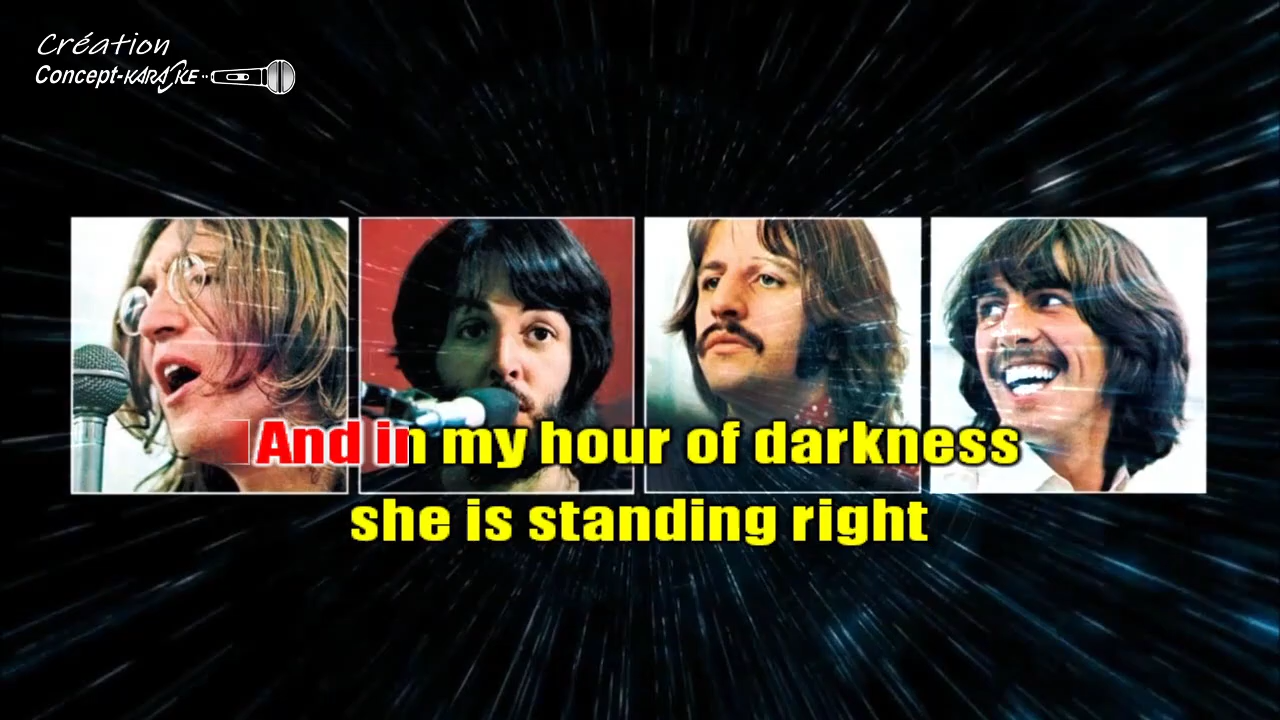 Création
Concept-KARAOKE
And in my hour of darkness
she is standing right